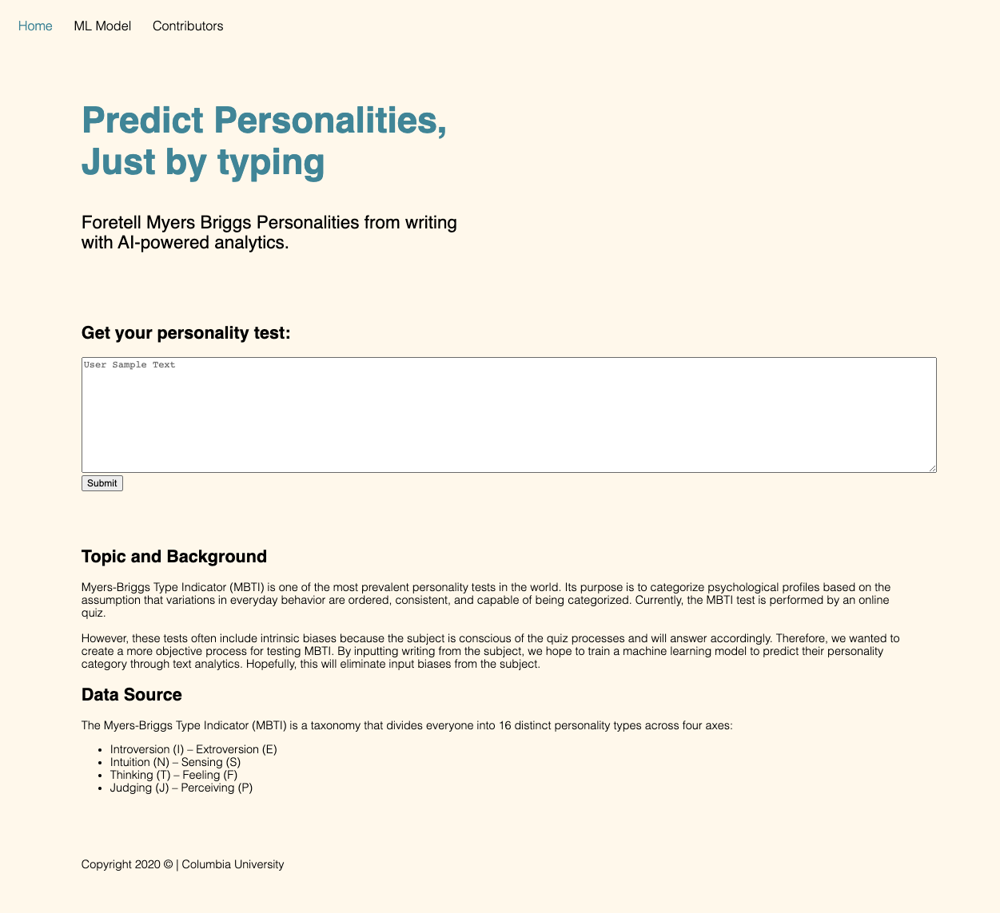 Home ML Model Contributors
Predict Personalities,
Just by typing
Foretell Myers Briggs Personalities from writing
with AI-powered analytics.
Get your personality test:
User Sample Text
Submit
Topic and Background
Myers-Briggs Type Indicator (MBTI) is one of the most prevalent personality tests in the world. Its purpose is to categorize psychological profiles based on the
assumption that variations in everyday behavior are ordered, consistent, and capable of being categorized. Currently, the MBTI test is performed by an online
quiz.
However, these tests often include intrinsic biases because the subject is conscious of the quiz processes and will answer accordingly. Therefore, we wanted to
create a more objective process for testing MBTI. By inputting writing from the subject, we hope to train a machine learning model to predict their personality
category through text analytics. Hopefully, this will eliminate input biases from the subject.
Data Source
The Myers-Briggs Type Indicator (MBTI) is a taxonomy that divides everyone into 16 distinct personality types across four axes:
• Introversion (I) – Extroversion (E)
• Intuition (N) – Sensing (S)
• Thinking (T) – Feeling (F)
• Judging (J) – Perceiving (P)
Copyright 2020 © | Columbia University